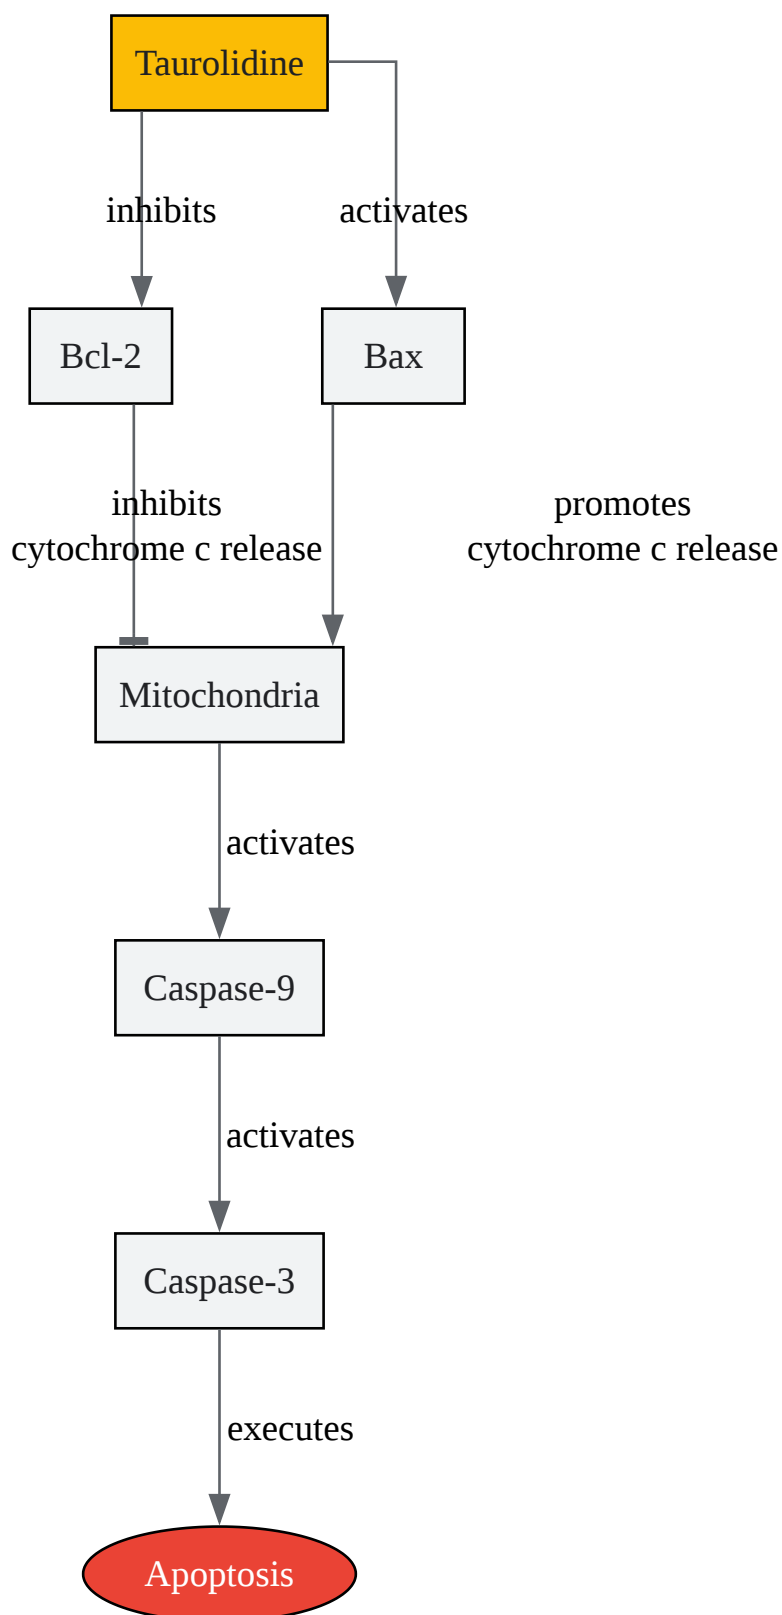 Taurolidine
inhibits
activates
Bcl-2
Bax
inhibits
cytochrome c release
promotes
cytochrome c release
Mitochondria
activates
Caspase-9
activates
Caspase-3
executes
Apoptosis